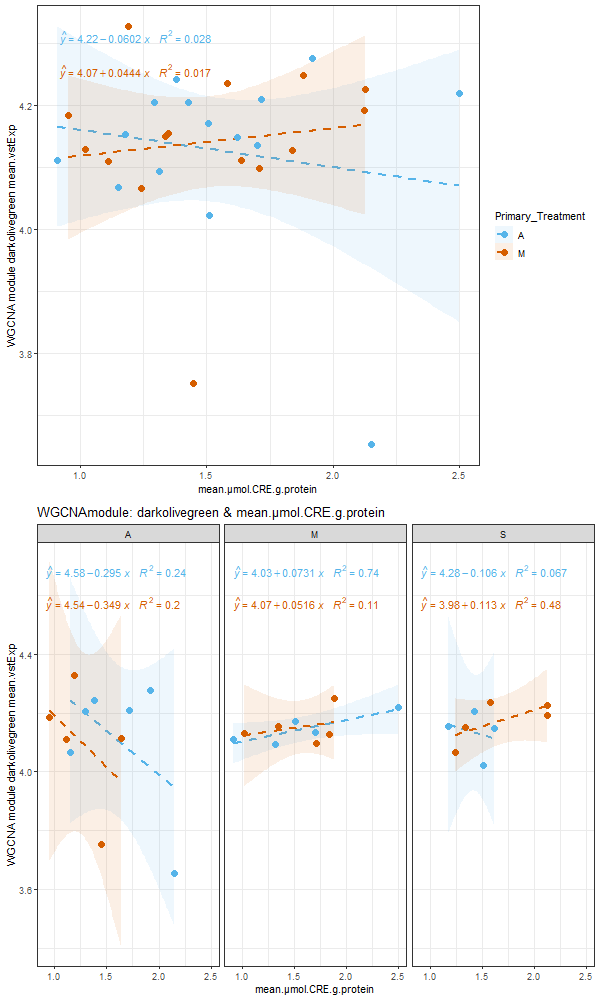 ŷ = 4.22 − 0.0602 x   R² = 0.028
ŷ = 4.07 + 0.0444 x   R² = 0.017
WGCNA module darkolivegreen mean.vstExp
4.2
4.0
3.8
1.0 1.5 2.0 2.5
mean.µmol.CRE.g.protein
Primary_Treatment
A
M
WGCNAmodule: darkolivegreen & mean.µmol.CRE.g.protein
A M S
ŷ = 4.58 − 0.295 x   R² = 0.24 ŷ = 4.03 + 0.0731 x   R² = 0.74 ŷ = 4.28 − 0.106 x   R² = 0.067
ŷ = 4.54 − 0.349 x   R² = 0.2 ŷ = 4.07 + 0.0516 x   R² = 0.11 ŷ = 3.98 + 0.113 x   R² = 0.48
WGCNA module darkolivegreen mean.vstExp
4.4
4.0
3.6
1.0 1.5 2.0 2.5 1.0 1.5 2.0 2.5 1.0 1.5 2.0 2.5
mean.µmol.CRE.g.protein